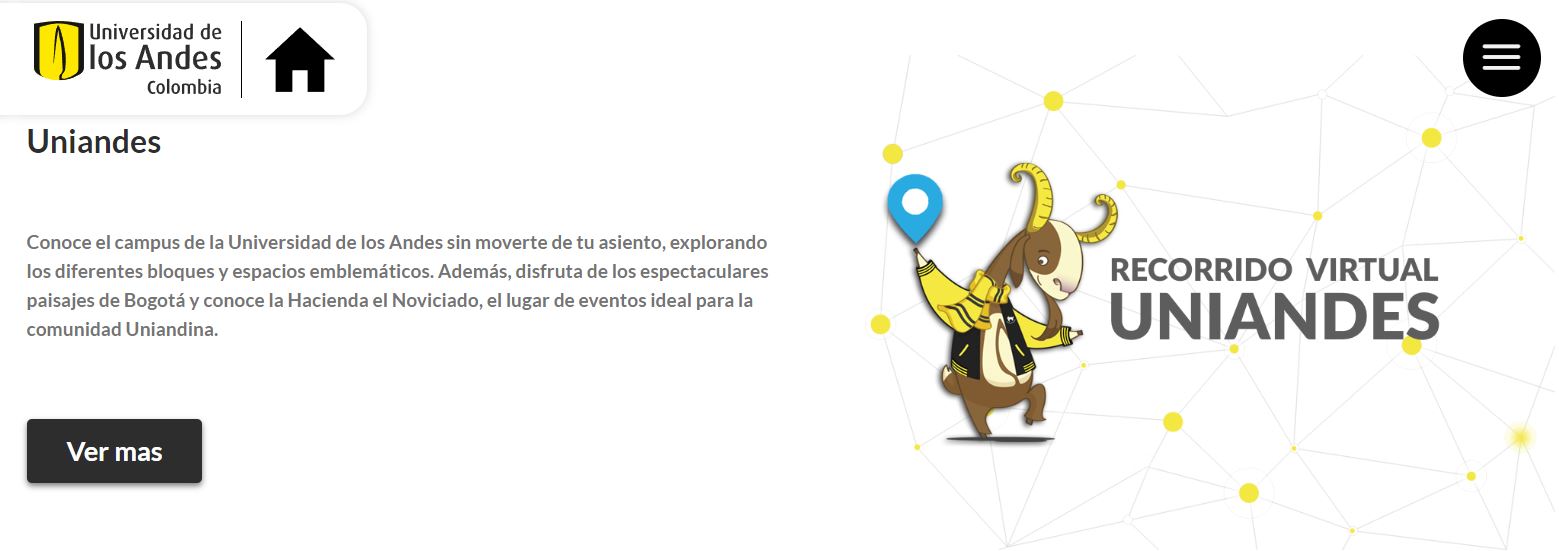 Universidad de
los Andes
Colombia
Uniandes
Conoce el campus de la Universidad de los Andes sin moverte de tu asiento, explorando
los diferentes bloques y espacios emblemáticos. Además, disfruta de los espectaculares
paisajes de Bogotá y conoce la Hacienda el Noviciado, el lugar de eventos ideal para la
comunidad Uniandina.
Ver mas
RECORRIDO VIRTUAL
UNIANDES